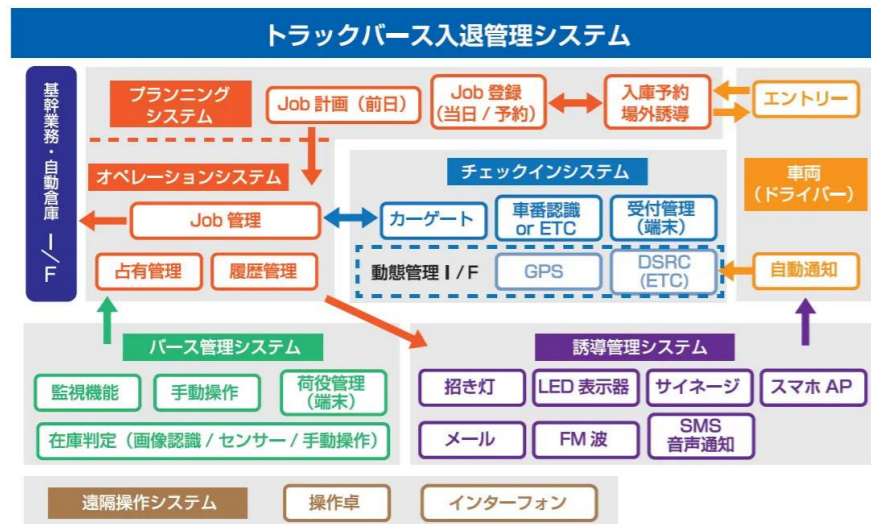 トラックバース入退管理システム
基幹業務・自動倉庫 I/F
プランニング
システム
Job 計画（前日）
Job 登録
（当日 / 予約）
入庫予約
場外誘導
エントリー
オペレーションシステム
Job 管理
占有管理
履歴管理
チェックインシステム
カーゲート
車番認識
or ETC
受付管理
（端末）
動態管理 I / F
GPS
DSRC
(ETC)
車両
（ドライバー）
自動通知
バース管理システム
監視機能
手動操作
荷役管理
（端末）
在庫判定（画像認識 / センサー / 手動操作）
誘導管理システム
招き灯
LED 表示器
サイネージ
スマホ AP
メール
FM 波
SMS
音声通知
遠隔操作システム
操作卓
インターフォン